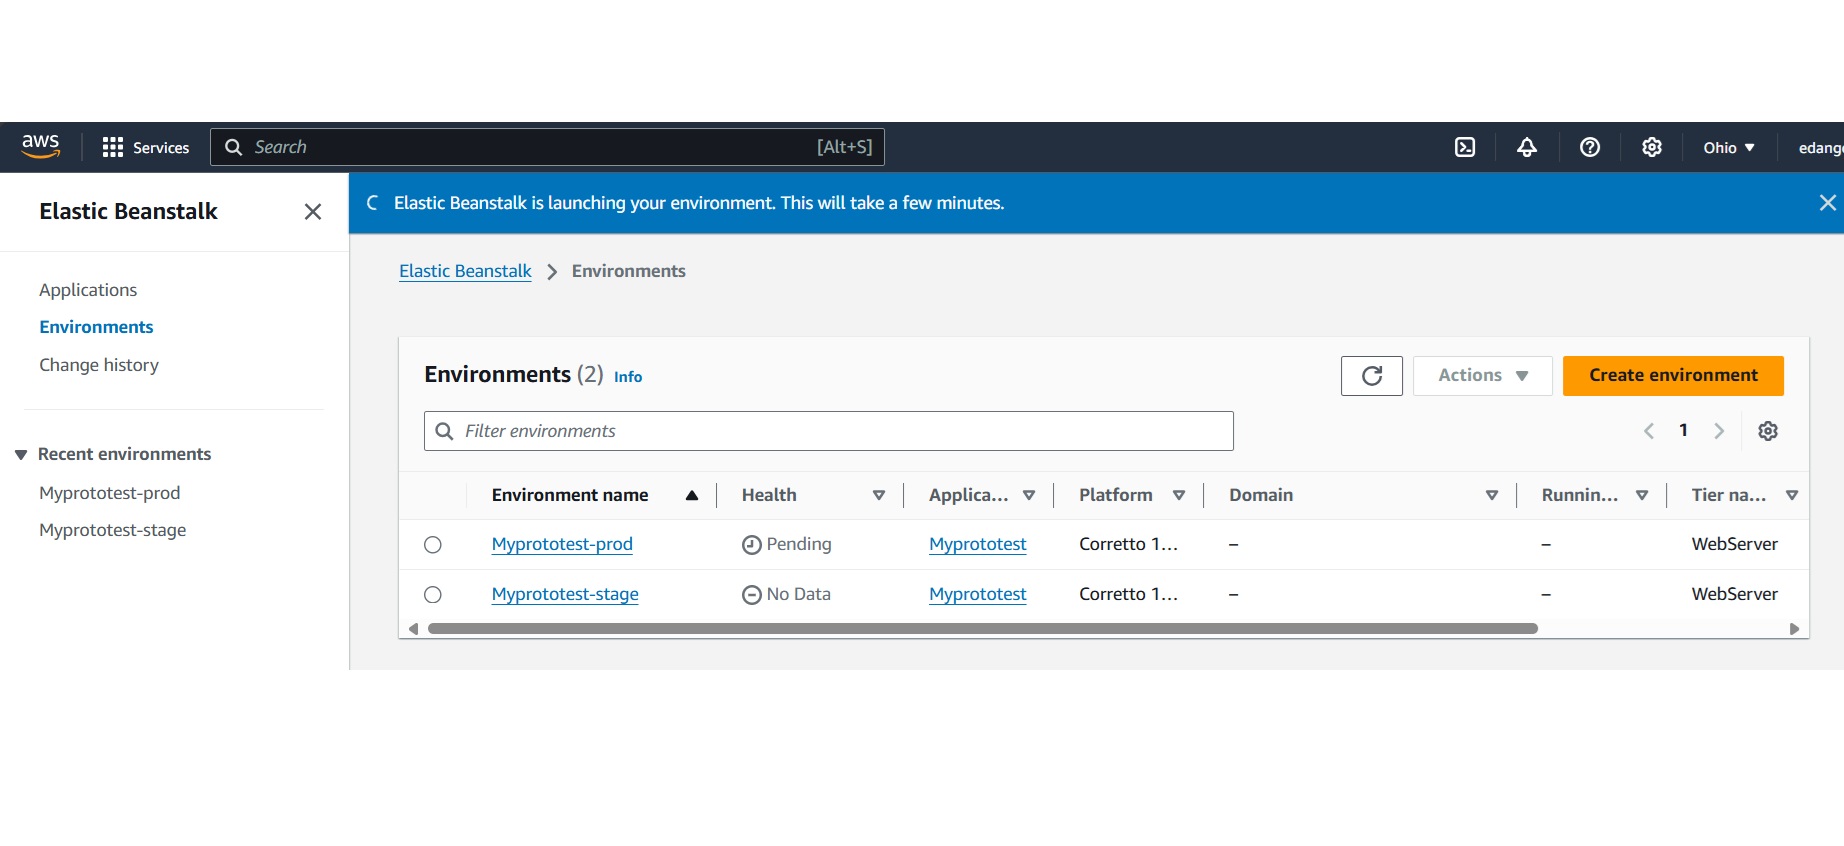 aws Services Search [Alt+S] Ohio edang
Elastic Beanstalk
Elastic Beanstalk is launching your environment. This will take a few minutes.
Applications
Environments
Change history
Recent environments
Myprototest-prod
Myprototest-stage
Elastic Beanstalk Environments
Environments (2) Info
Actions Create environment
Filter environments
1
Environment name Health Applica... Platform Domain Runnin... Tier na...
Myprototest-prod Pending Myprototest Corretto 1... – – WebServer
Myprototest-stage No Data Myprototest Corretto 1... – – WebServer